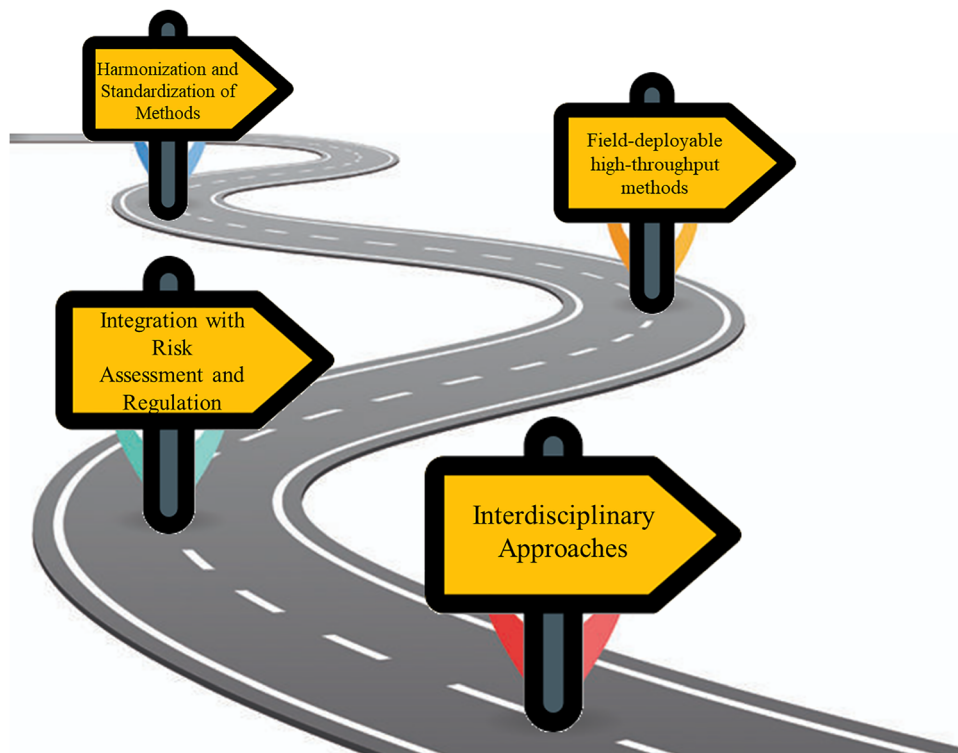 Harmonization and
Standardization of
Methods
Field-deployable
high-throughput
methods
Integration with
Risk
Assessment and
Regulation
Interdisciplinary
Approaches